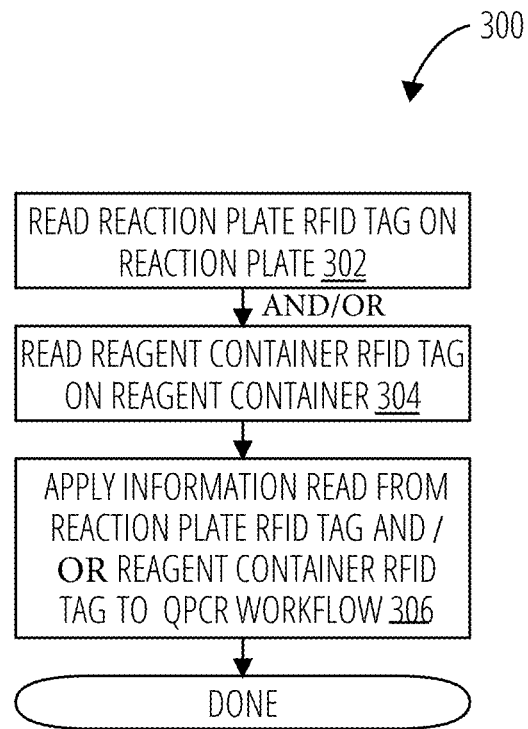 300
READ REACTION PLATE RFID TAG ON
REACTION PLATE 302
AND/OR
READ REAGENT CONTAINER RFID TAG
ON REAGENT CONTAINER 304
APPLY INFORMATION READ FROM
REACTION PLATE RFID TAG AND /
OR REAGENT CONTAINER RFID
TAG TO QPCR WORKFLOW 306
DONE